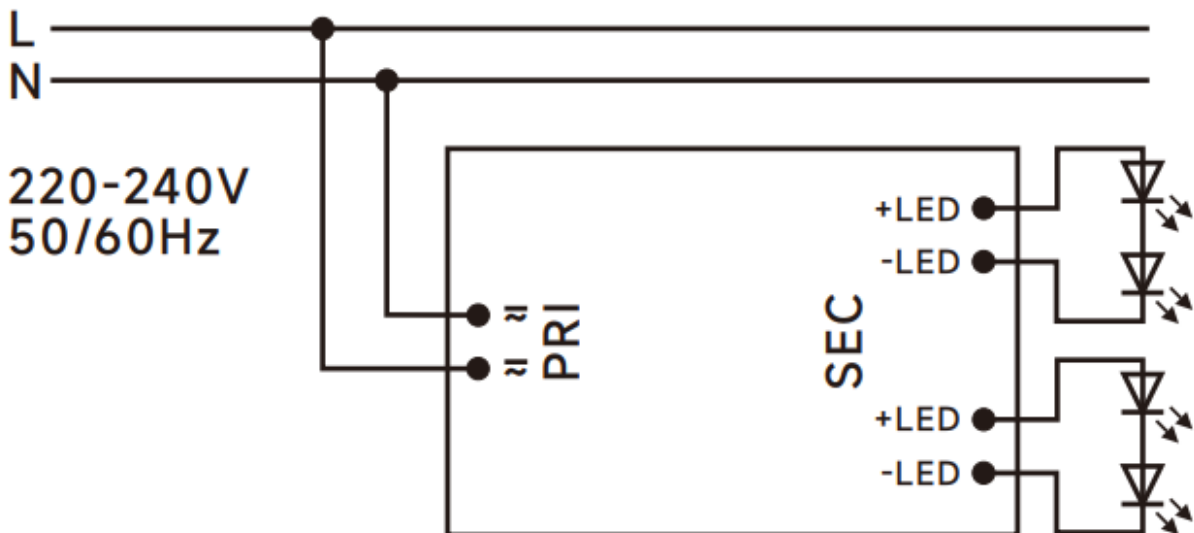 L
N
220-240V
50/60Hz
+LED
-LED
≂ PRI
≂
SEC
+LED
-LED